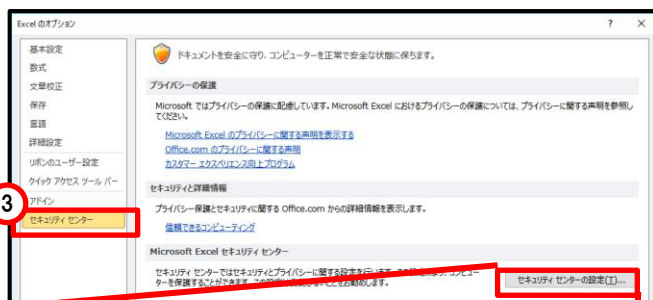 Excel のオプション
? ×
基本設定
数式
文章校正
保存
言語
詳細設定
リボンのユーザー設定
クイック アクセス ツール バー
アドイン
3
セキュリティ センター
ドキュメントを安全に守り、コンピューターを正常で安全な状態に保ちます。
プライバシーの保護
Microsoft ではプライバシーの保護に配慮しています。Microsoft Excel におけるプライバシーの保護については、プライバシーに関する声明を参照し
てください。
Microsoft Excel のプライバシーに関する声明を表示する
Office.com のプライバシーに関する声明
カスタマー エクスペリエンス向上プログラム
セキュリティと詳細情報
プライバシー保護とセキュリティに関する Office.com からの詳細情報を表示します。
信頼できるコンピューティング
Microsoft Excel セキュリティ センター
セキュリティ センターではセキュリティとプライバシーに関する設定を行います。
ターを保護することができます。
セキュリティ センターの設定(T)...